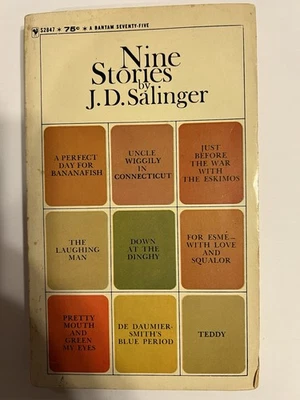 S2847 * 75¢ * A BANTAM SEVENTY-FIVE
Nine
Stories
by
J.D. Salinger
A PERFECT
DAY FOR
BANANAFISH
UNCLE
WIGGILY IN
CONNECTICUT
JUST
BEFORE
THE WAR
WITH
THE ESKIMOS
THE
LAUGHING
MAN
DOWN
AT THE
DINGHY
FOR ESMÉ—
WITH LOVE
AND
SQUALOR
PRETTY
MOUTH
AND
GREEN
MY EYES
DE DAUMIER-
SMITH'S
BLUE PERIOD
TEDDY